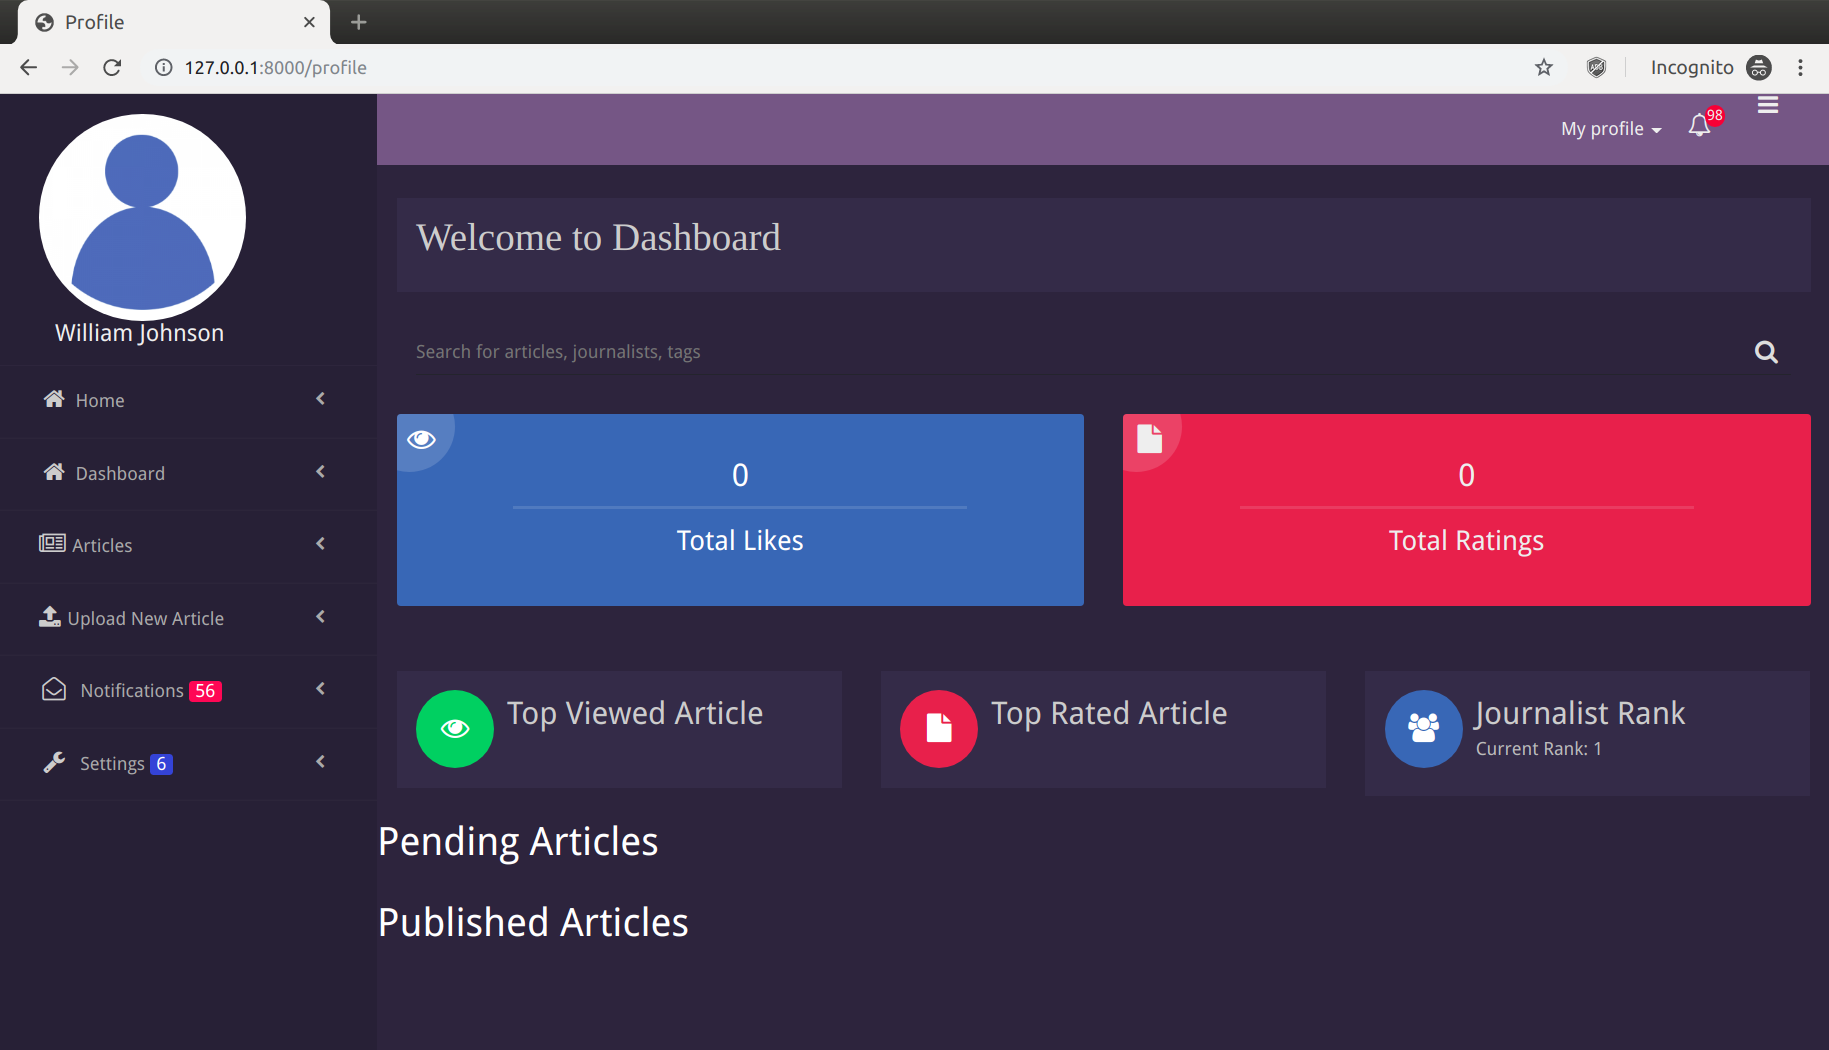 Profile
127.0.0.1:8000/profile
Incognito
My profile
98
William Johnson
Home
Dashboard
Articles
Upload New Article
Notifications 56
Settings 6
Welcome to Dashboard
Search for articles, journalists, tags
0
Total Likes
0
Total Ratings
Top Viewed Article
Top Rated Article
Journalist Rank
Current Rank: 1
Pending Articles
Published Articles